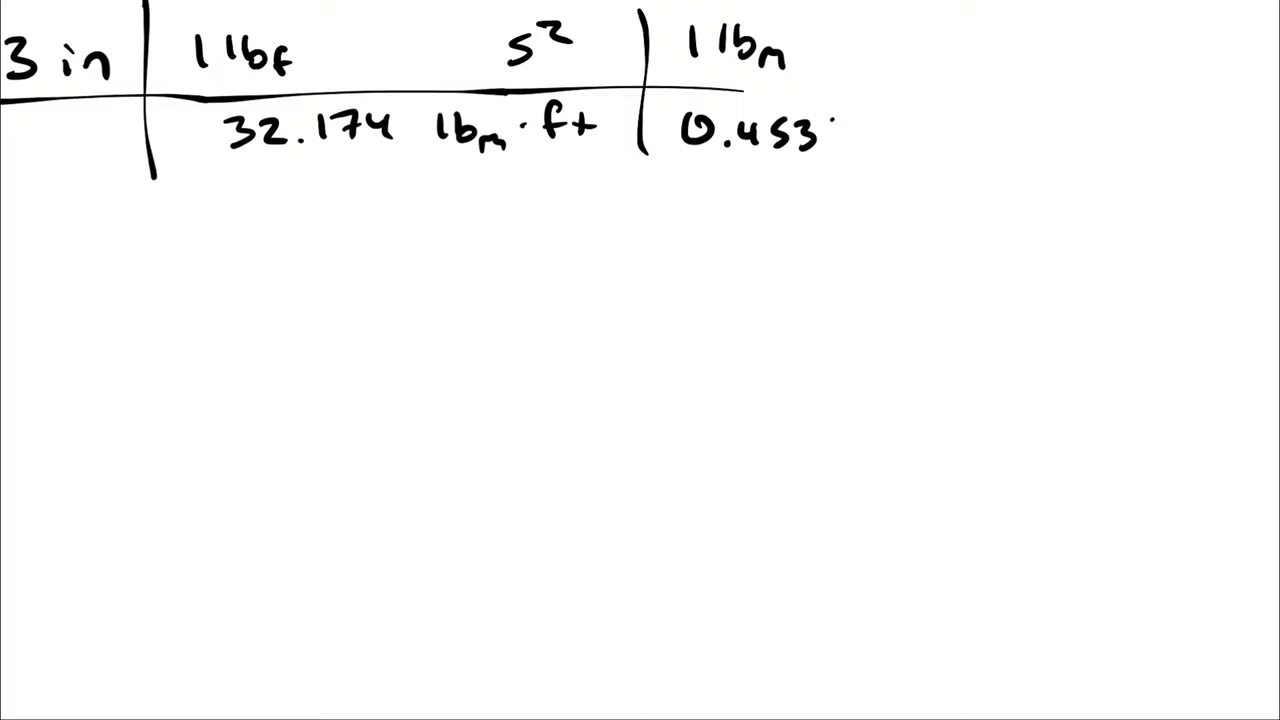 3 in 1 lbf s² 1 lbm
32.174 lbm · ft 0.453